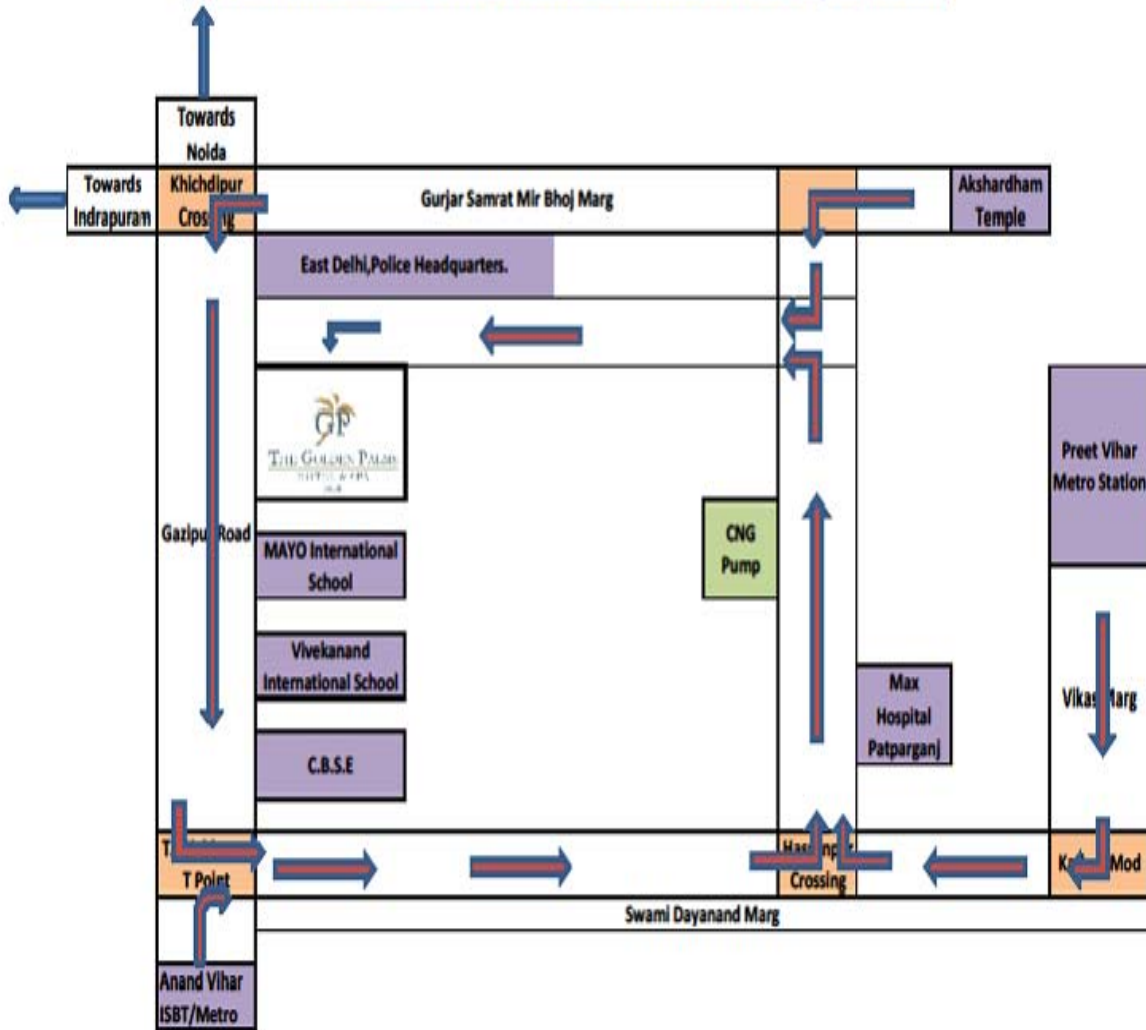 Towards
Noida
Towards
Indrapuram
Khichdipur
Crossing
Gurjar Samrat Mir Bhoj Marg
Akshardham
Temple
East Delhi,Police Headquarters.
GP
THE GOLDEN PALMS
Preet Vihar
Metro Station
Gazipur Road
CNG
Pump
MAYO International
School
Vivekanand
International School
Max
Hospital
Patparganj
Vikas Marg
C.B.S.E
T Point
Crossing
Mod
Swami Dayanand Marg
Anand Vihar
ISBT/Metro